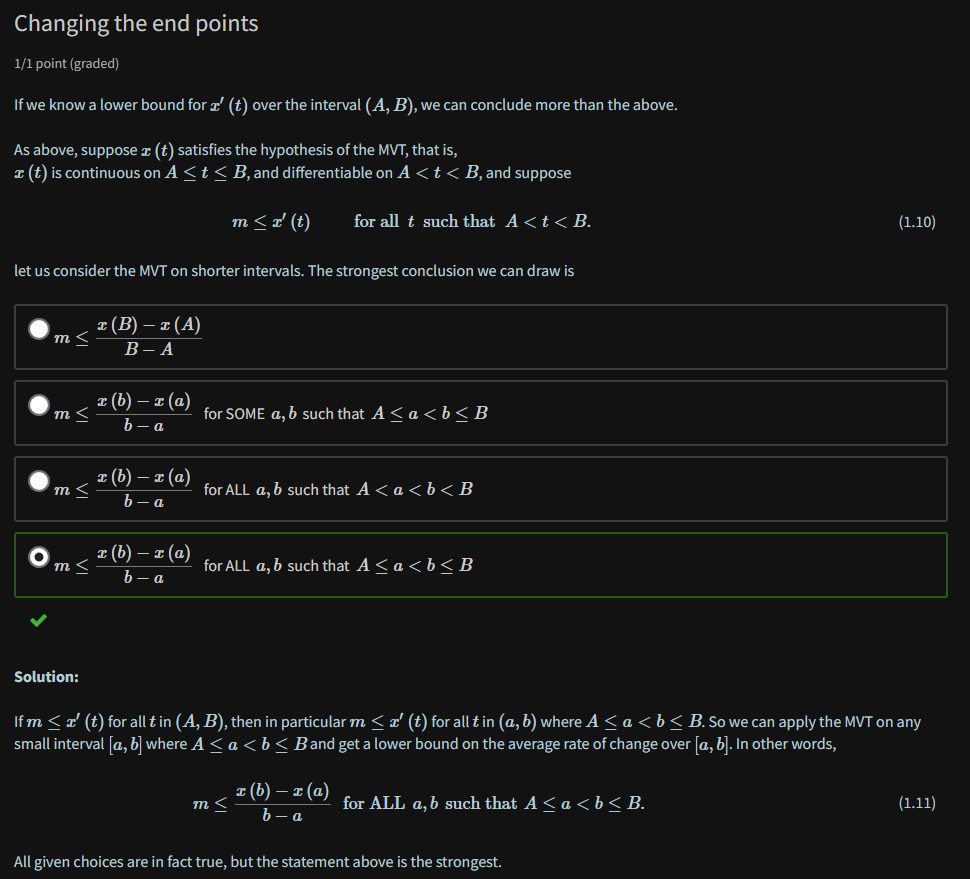 Changing the end points
1/1 point (graded)
If we know a lower bound for x′ (t) over the interval (A, B), we can conclude more than the above.
As above, suppose x (t) satisfies the hypothesis of the MVT, that is,
x (t) is continuous on A ≤ t ≤ B, and differentiable on A < t < B, and suppose
m ≤ x′ (t) for all t such that A < t < B. (1.10)
let us consider the MVT on shorter intervals. The strongest conclusion we can draw is
m ≤ \frac{x (B) − x (A)}{B − A}
m ≤ \frac{x (b) − x (a)}{b − a} for SOME a, b such that A ≤ a < b ≤ B
m ≤ \frac{x (b) − x (a)}{b − a} for ALL a, b such that A < a < b < B
m ≤ \frac{x (b) − x (a)}{b − a} for ALL a, b such that A ≤ a < b ≤ B
Solution:
If m ≤ x′ (t) for all t in (A, B), then in particular m ≤ x′ (t) for all t in (a, b) where A ≤ a < b ≤ B. So we can apply the MVT on any
small interval [a, b] where A ≤ a < b ≤ B and get a lower bound on the average rate of change over [a, b]. In other words,
m ≤ \frac{x (b) − x (a)}{b − a} for ALL a, b such that A ≤ a < b ≤ B. (1.11)
All given choices are in fact true, but the statement above is the strongest.